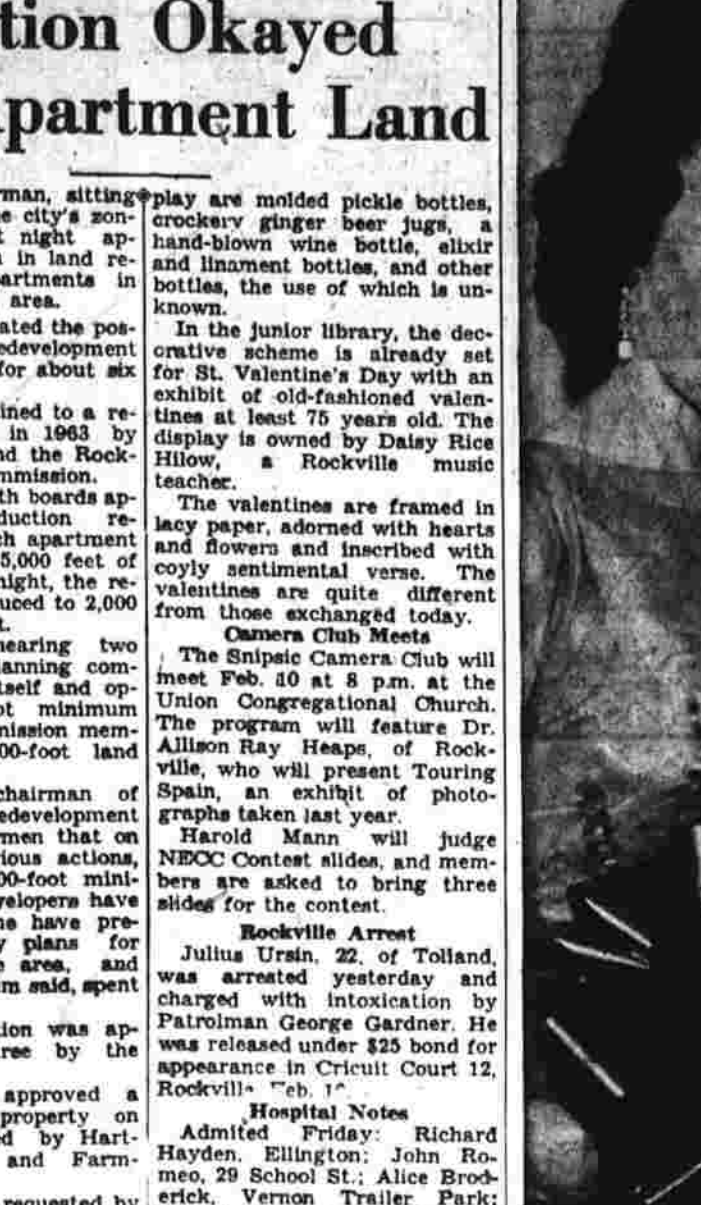 tion Okayed
partment Land
rman, sitting
e city's zon-
t night ap-
in land re-
artments in
area.
ated the pos-
edevelopment
for about six
ined to a re-
in 1963 by
nd the Rock-
mmission.
th boards ap-
duction re-
ch apartment
5,000 feet of
night, the re-
uced to 2,000
t.
hearing two
lanning com-
tself and op-
ot minimum
mission mem-
00-foot land
chairman of
edevelopment
rmen that on
ious actions,
00-foot mini-
velopers have
ne have pre-
y plans for
e area, and
m said, spent
ion was ap-
ree by the
approved a
property on
d by Hart-
and Farm-
requested by
play are molded pickle bottles,
crockery ginger beer jugs, a
hand-blown wine bottle, elixir
and linament bottles, and other
bottles, the use of which is un-
known.
In the junior library, the dec-
orative scheme is already set
for St. Valentine's Day with an
exhibit of old-fashioned valen-
tines at least 75 years old. The
display is owned by Daisy Rice
Hilow, a Rockville music
teacher.
The valentines are framed in
lacy paper, adorned with hearts
and flowers and inscribed with
coyly sentimental verse. The
valentines are quite different
from those exchanged today.
Camera Club Meets
The Snipsic Camera Club will
meet Feb. 10 at 8 p.m. at the
Union Congregational Church.
The program will feature Dr.
Allison Ray Heaps, of Rock-
ville, who will present Touring
Spain, an exhibit of photo-
graphs taken last year.
Harold Mann will judge
NECC Contest slides, and mem-
bers are asked to bring three
slides for the contest.
Rockville Arrest
Julius Ursin, 22, of Tolland,
was arrested yesterday and
charged with intoxication by
Patrolman George Gardner. He
was released under $25 bond for
appearance in Cricuit Court 12,
Rockville Feb.
Hospital Notes
Admited Friday: Richard
Hayden, Ellington; John Ro-
meo, 29 School St.; Alice Brod-
erick, Vernon Trailer Park;